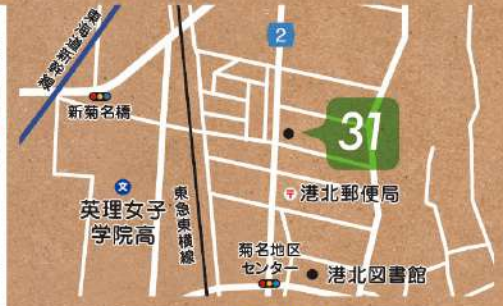 東海道新幹線
2
新菊名橋
31
文
英理女子
学院高
東急東横線
〒港北郵便局
菊名地区
センター
港北図書館